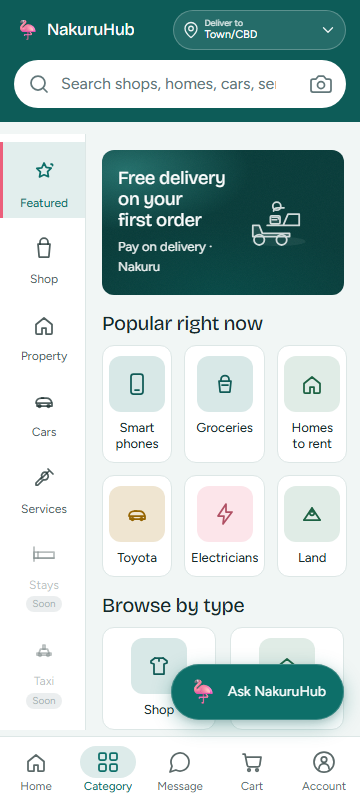 NakuruHub
Deliver to
Town/CBD
Search shops, homes, cars, se
Featured
Shop
Property
Cars
Services
Stays
Soon
Taxi
Soon
Free delivery
on your
first order
Pay on delivery ·
Nakuru
Popular right now
Smart
phones
Groceries
Homes
to rent
Toyota
Electricians
Land
Browse by type
Shop
Ask NakuruHub
Home
Category
Message
Cart
Account